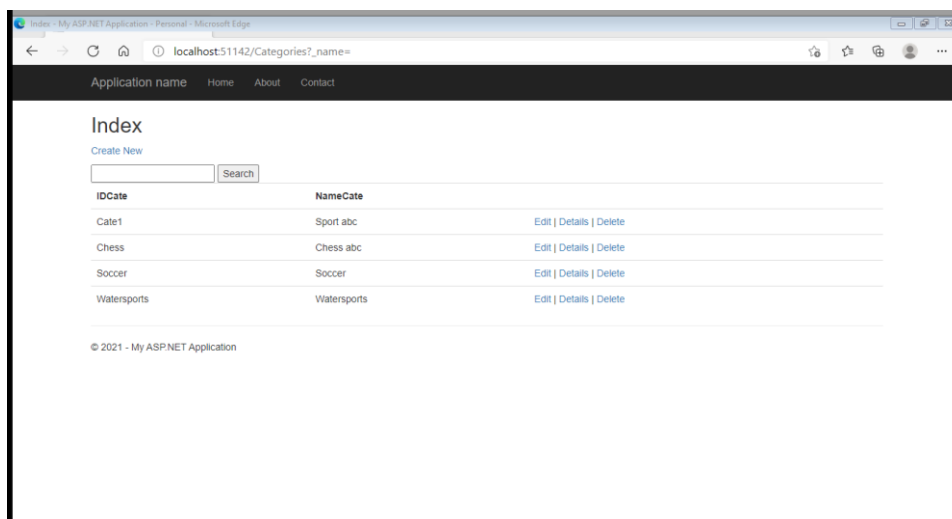 Index - My ASP.NET Application - Personal - Microsoft Edge
localhost:51142/Categories?_name=
Application name Home About Contact
Index
Create New
Search
IDCate NameCate
Cate1 Sport abc Edit | Details | Delete
Chess Chess abc Edit | Details | Delete
Soccer Soccer Edit | Details | Delete
Watersports Watersports Edit | Details | Delete
© 2021 - My ASP.NET Application